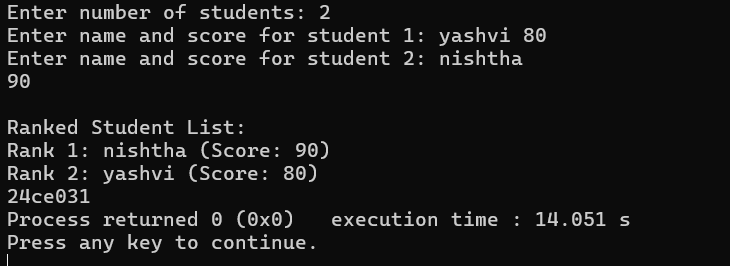 Enter number of students: 2
Enter name and score for student 1: yashvi 80
Enter name and score for student 2: nishtha
90

Ranked Student List:
Rank 1: nishtha (Score: 90)
Rank 2: yashvi (Score: 80)
24ce031
Process returned 0 (0x0)   execution time : 14.051 s
Press any key to continue.